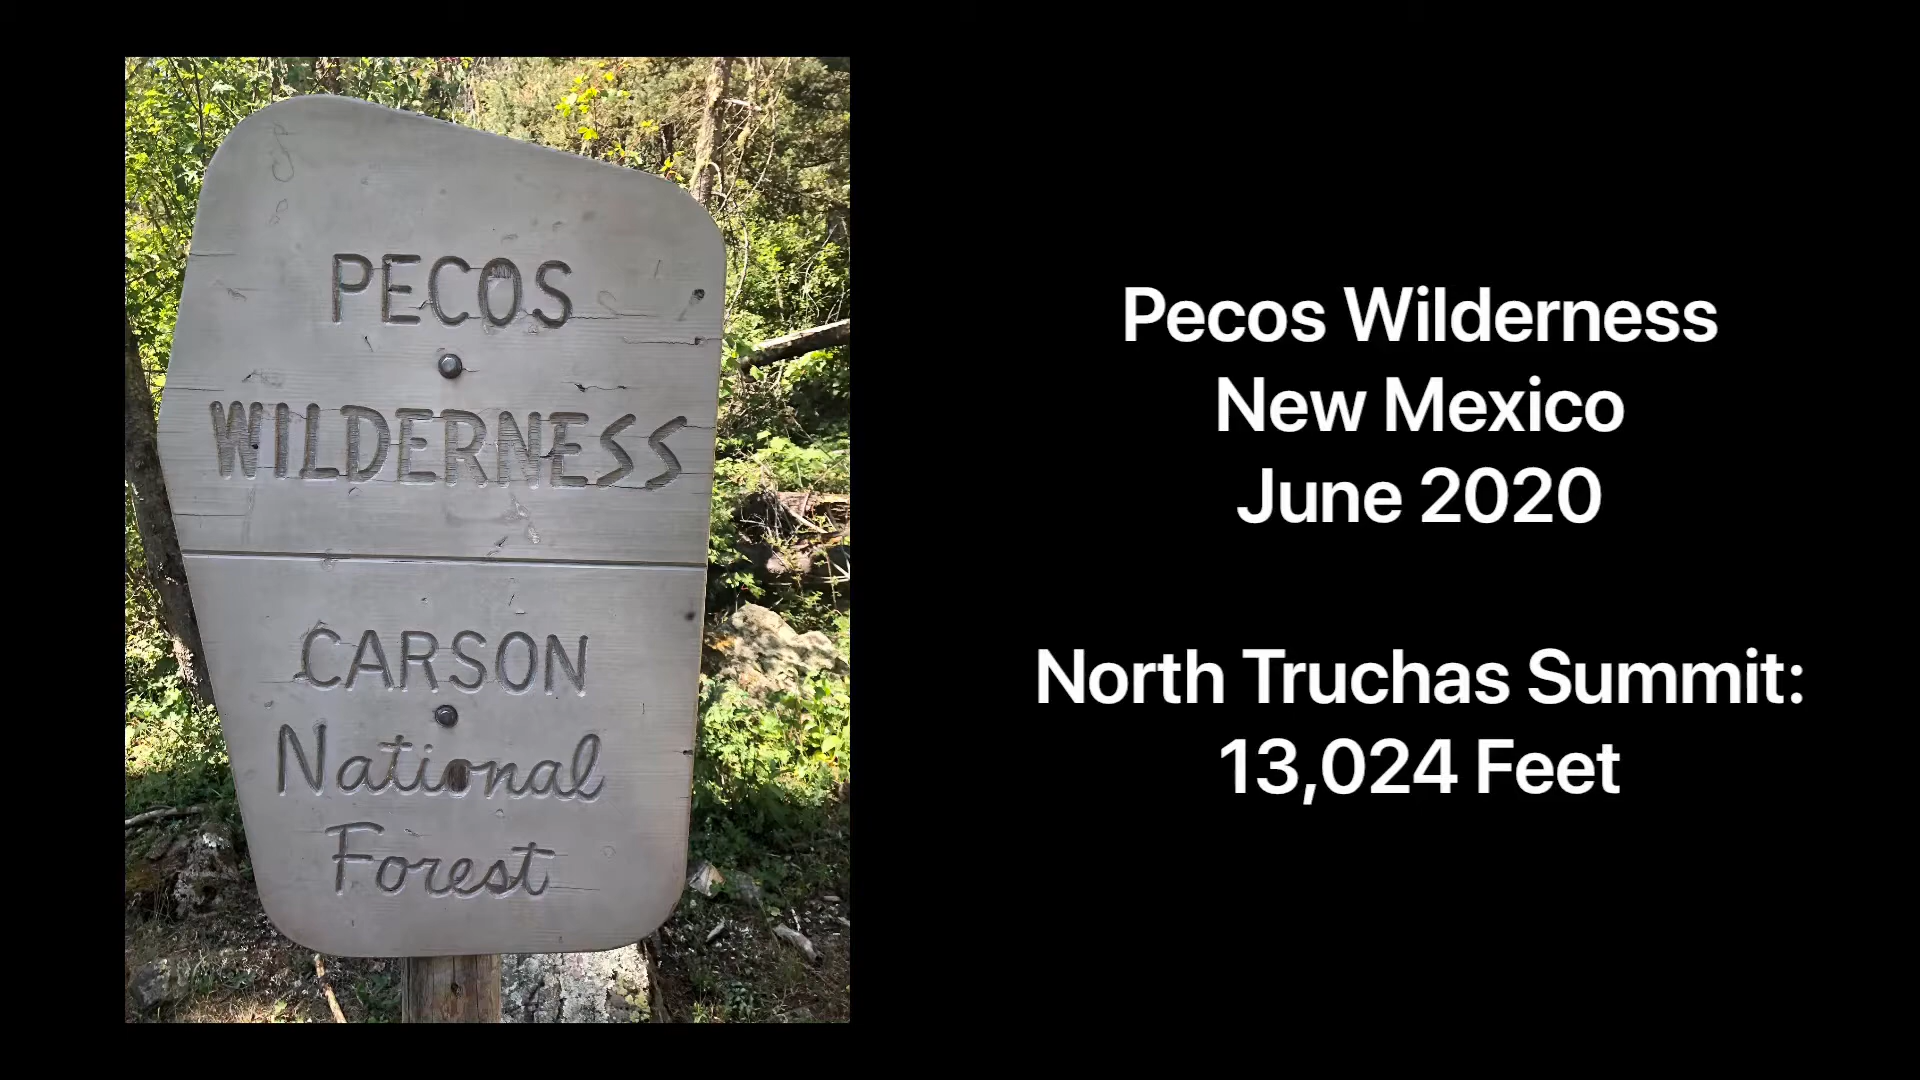 PECOS
WILDERNESS
CARSON
National
Forest
Pecos Wilderness
New Mexico
June 2020
North Truchas Summit:
13,024 Feet